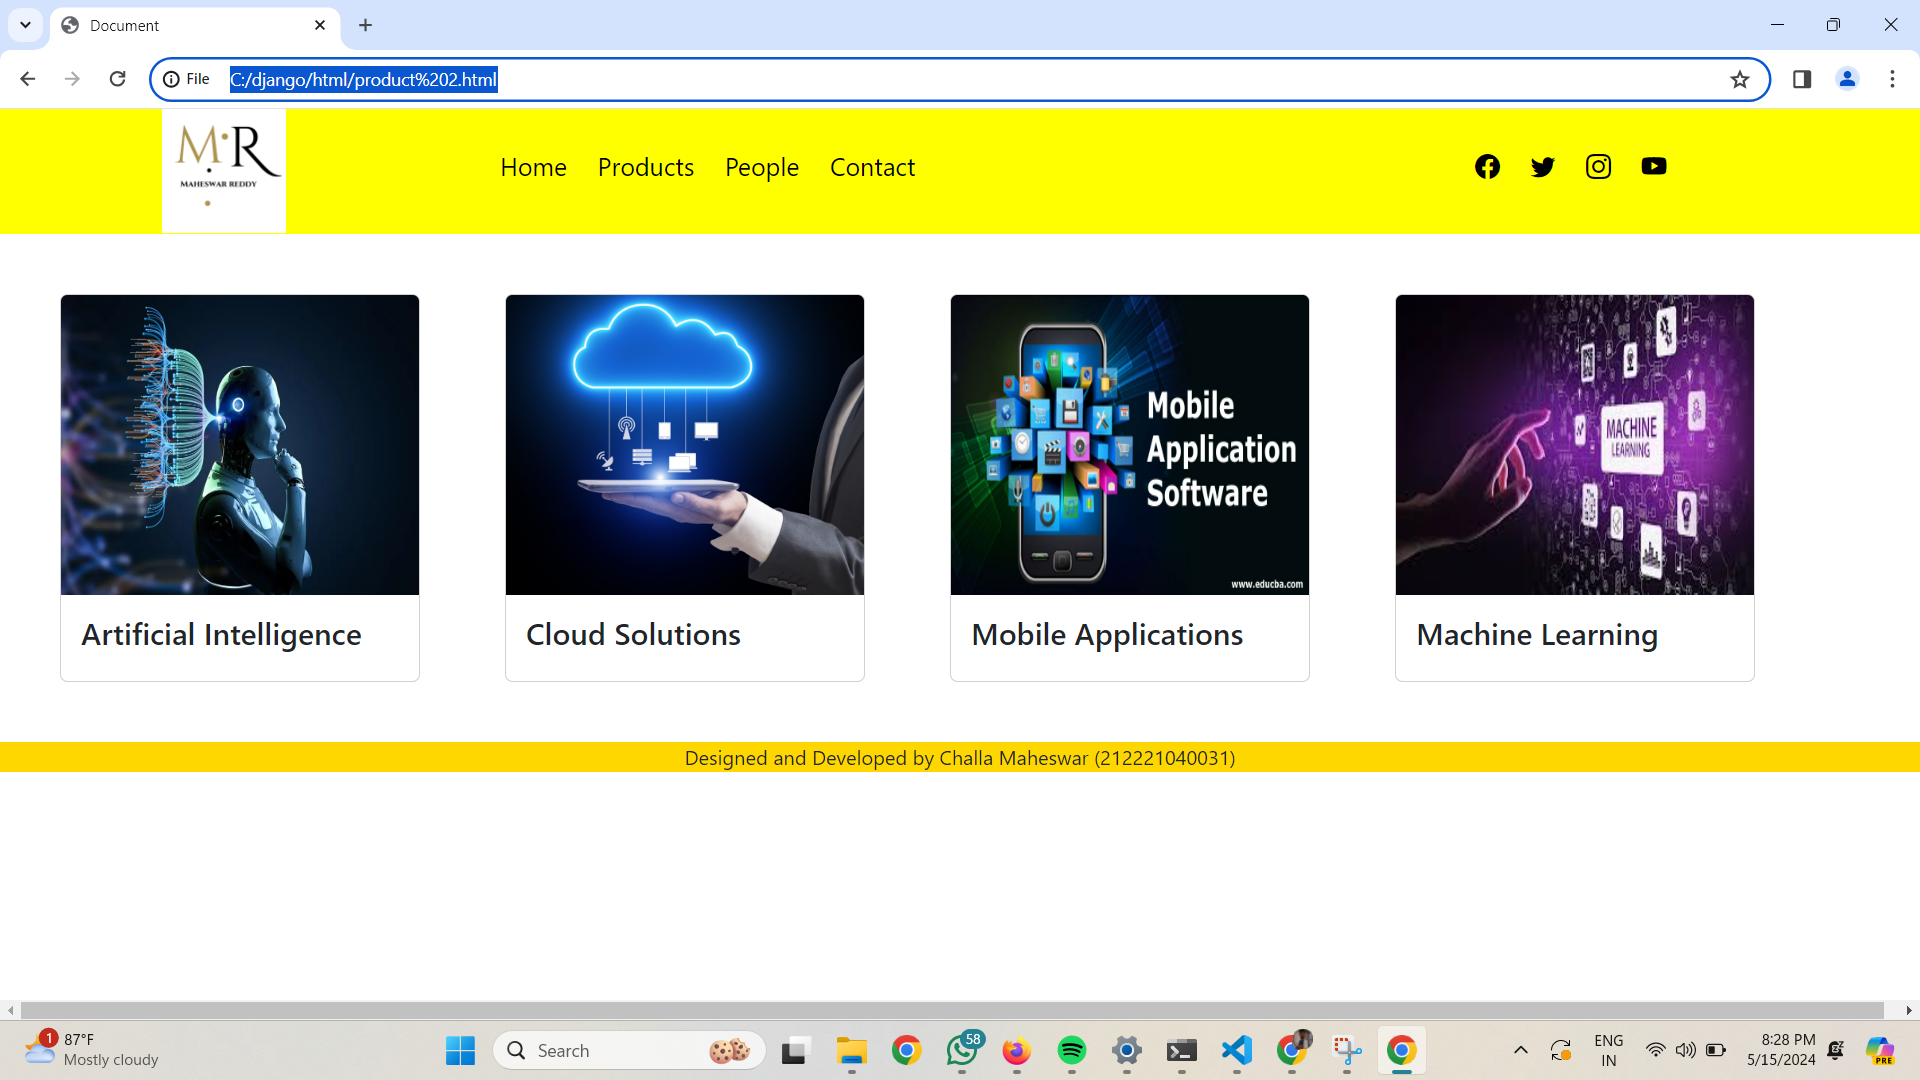 Document
File
C:/django/html/product%202.html
M R
MAHESWAR REDDY
Home
Products
People
Contact
Mobile
Application
Software
www.educba.com
MACHINE
LEARNING
Artificial Intelligence
Cloud Solutions
Mobile Applications
Machine Learning
Designed and Developed by Challa Maheswar (212221040031)
1
87°F
Mostly cloudy
Search
58
ENG
IN
8:28 PM
5/15/2024
PRE